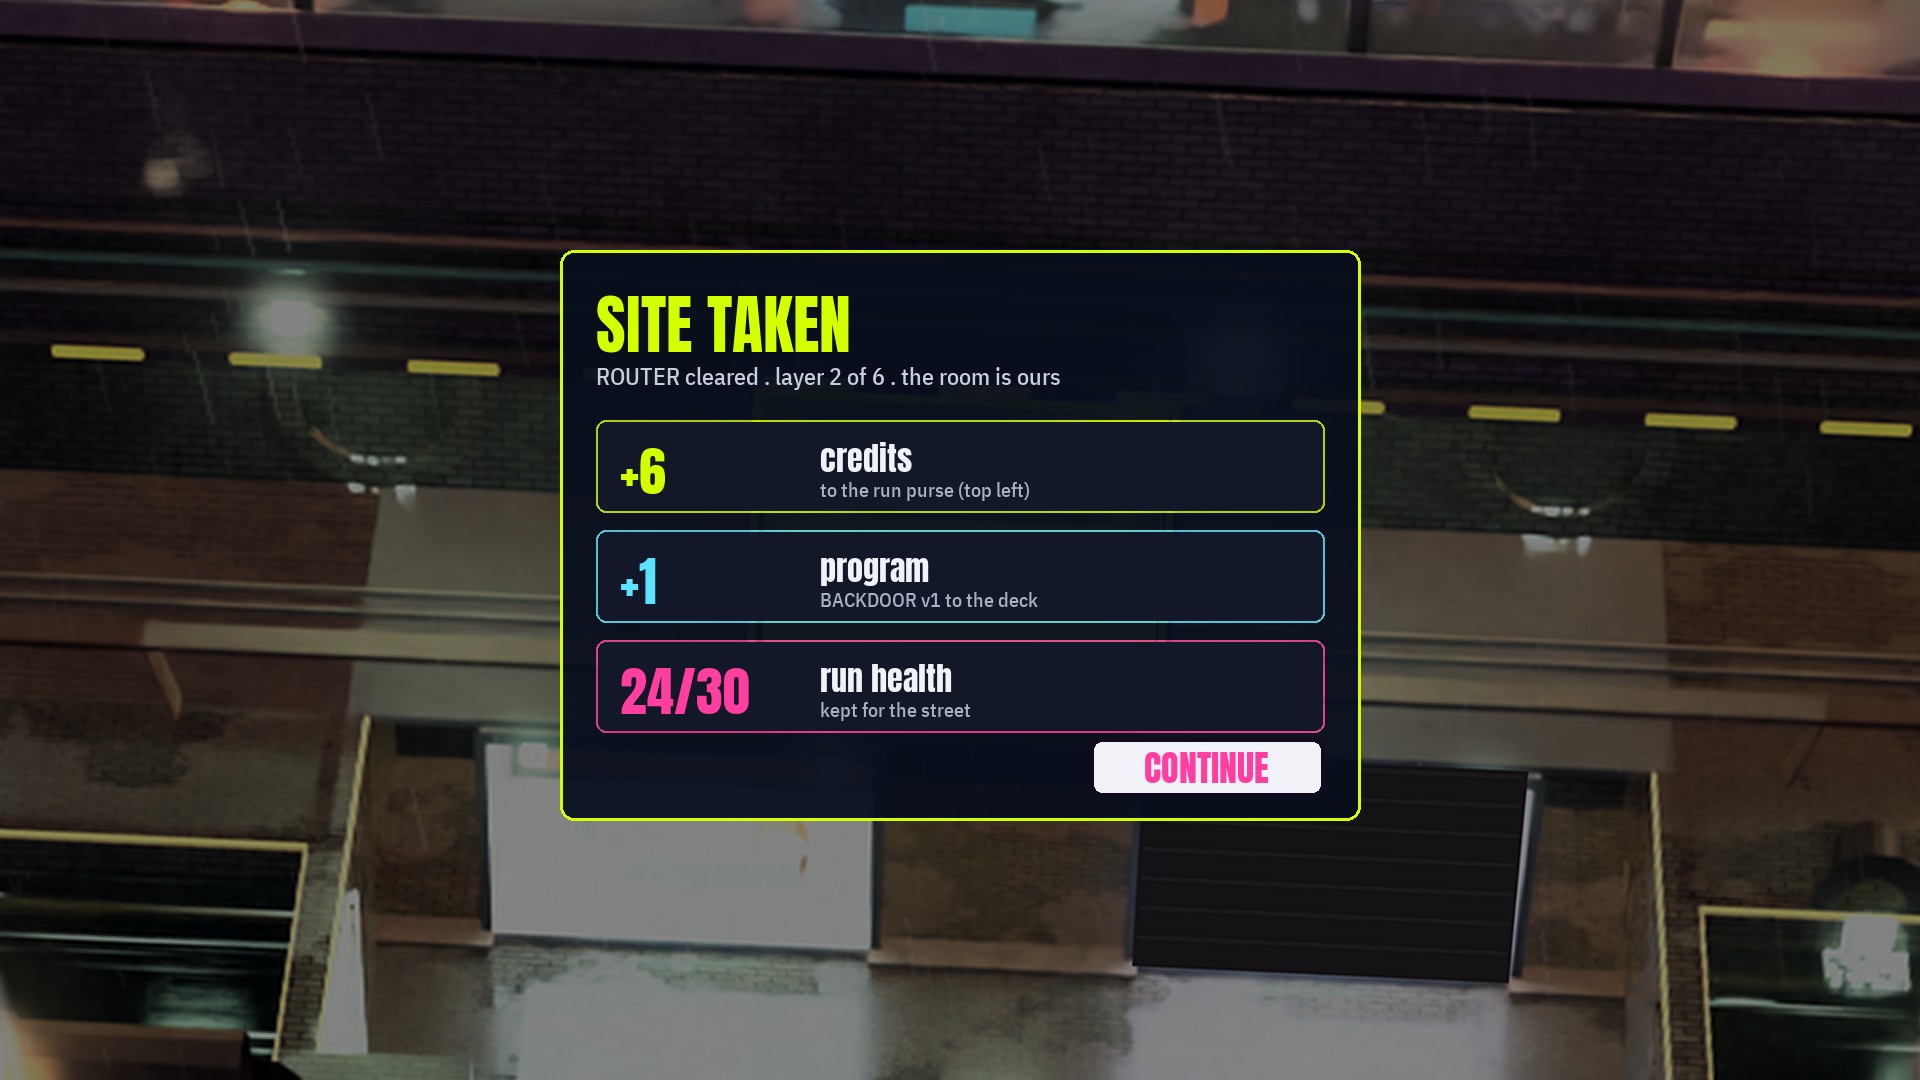 SITE TAKEN
ROUTER cleared . layer 2 of 6 . the room is ours
+6
credits
to the run purse (top left)
+1
program
BACKDOOR v1 to the deck
24/30
run health
kept for the street
CONTINUE